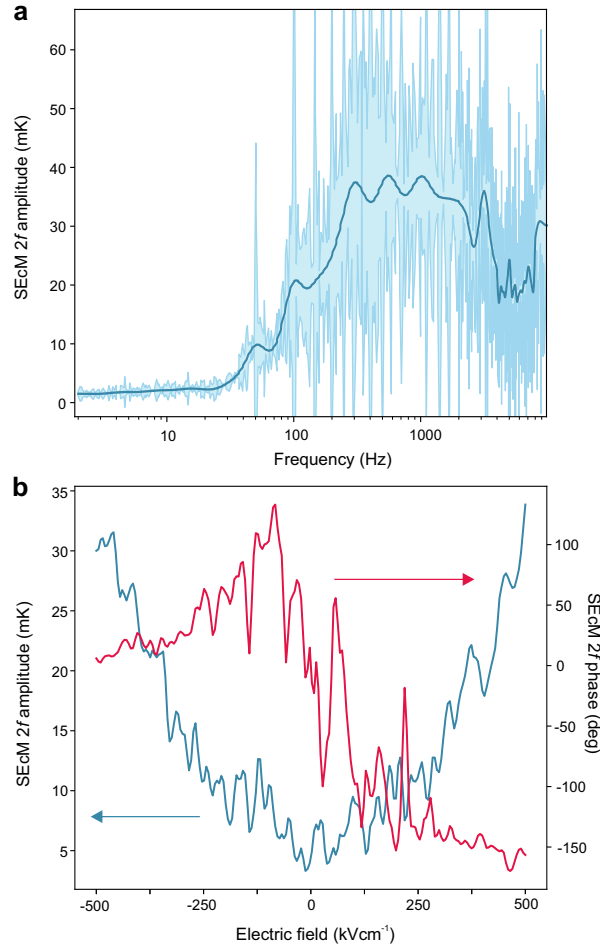 a
SEcM 2f amplitude (mK)
60
50
40
30
20
10
0
10 100 1000
Frequency (Hz)
b
SEcM 2f amplitude (mK)
35
30
25
20
15
10
5
SEcM 2f phase (deg)
100
50
0
-50
-100
-150
-500 -250 0 250 500
Electric field (kVcm⁻¹)